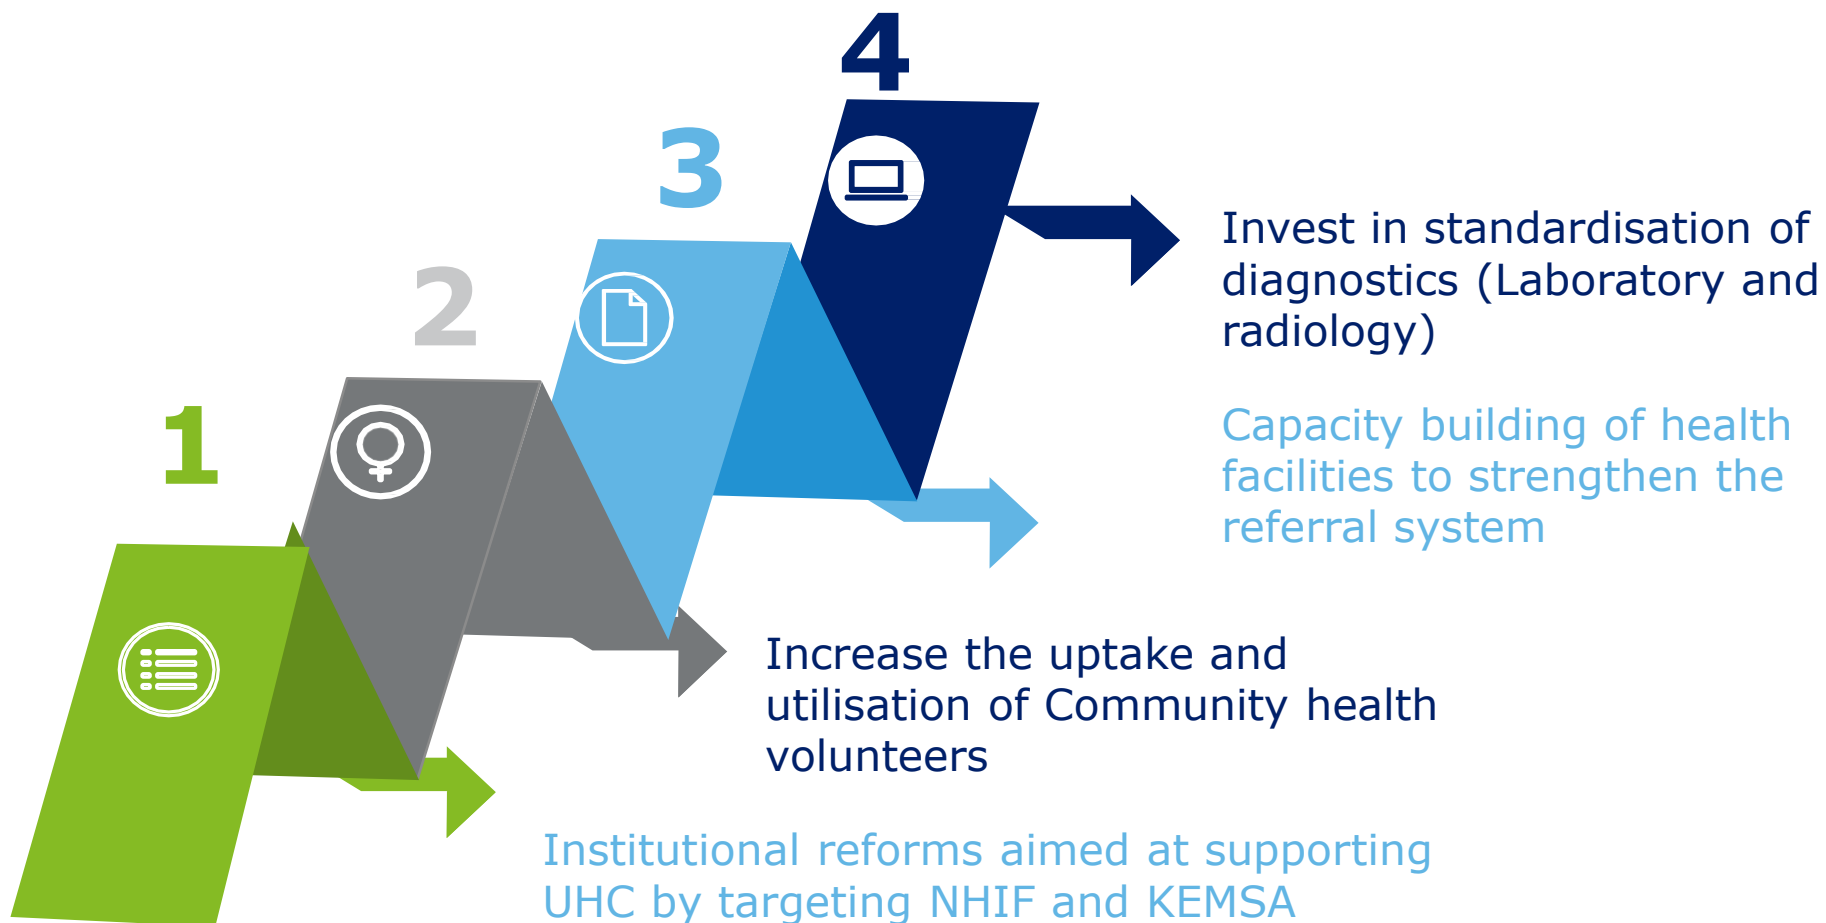 4
3
2
1
Invest in standardisation of
diagnostics (Laboratory and
radiology)
Capacity building of health
facilities to strengthen the
referral system
Increase the uptake and
utilisation of Community health
volunteers
Institutional reforms aimed at supporting
UHC by targeting NHIF and KEMSA